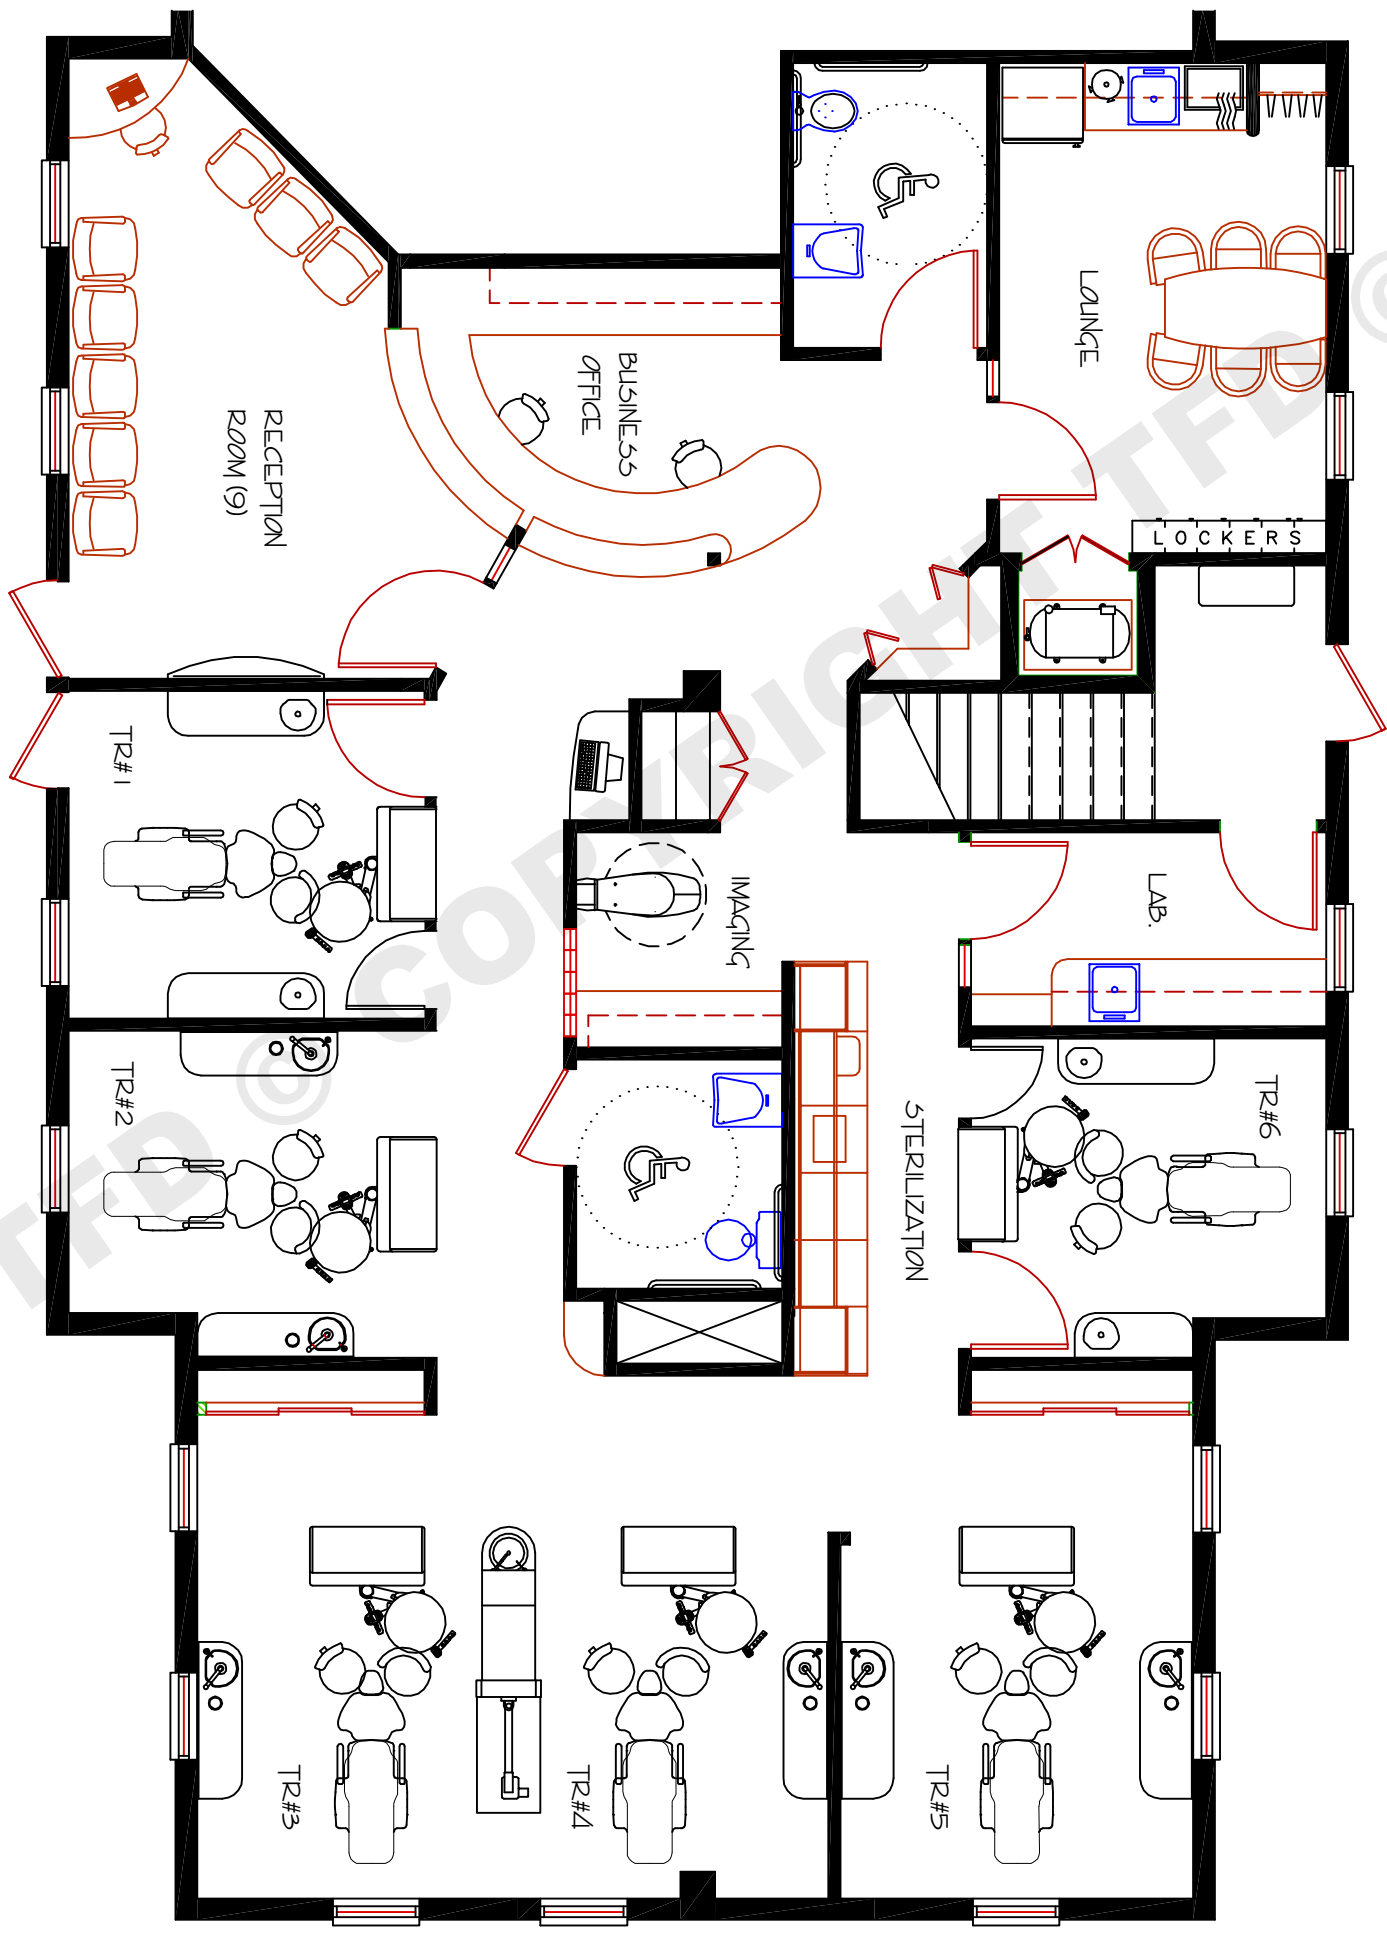 LOUNGE
BUSINESS
OFFICE
RECEPTION
ROOM (9)
LOCKERS
TR#1
IMAGING
LAB.
TR#2
STERILIZATION
TR#6
TR#3
TR#4
TR#5
TFD © COPYRIGHT TFD ©